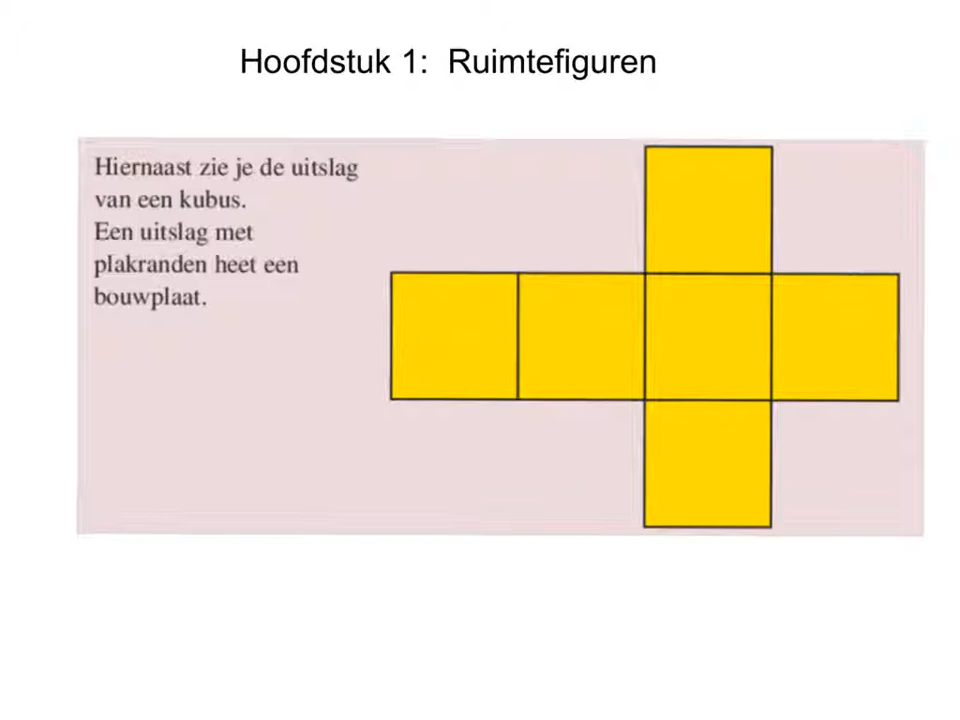 Hoofdstuk 1: Ruimtefiguren
Hiernaast zie je de uitslag
van een kubus.
Een uitslag met
plakranden heet een
bouwplaat.